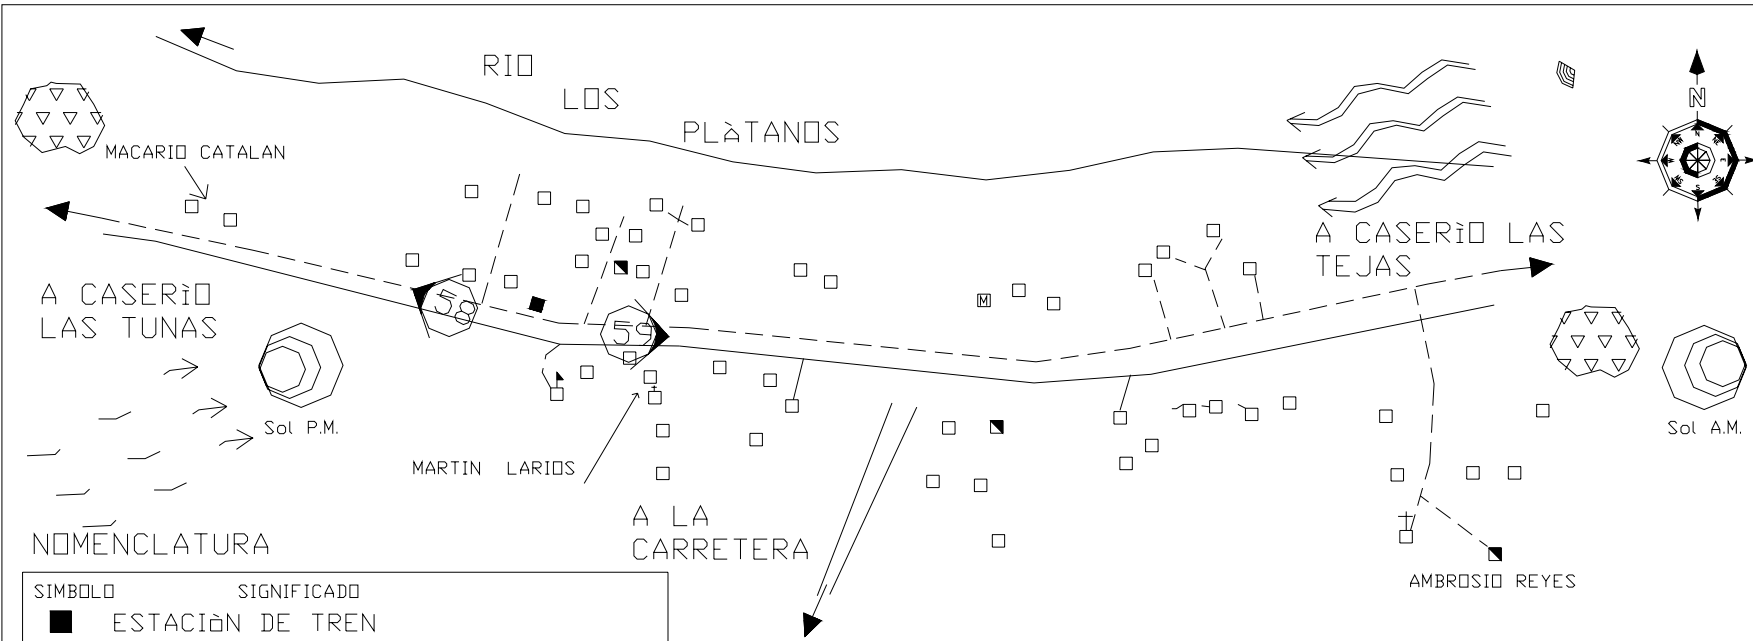 RIO
LOS
PLàTANOS
N
MACARIO CATALAN
A CASERìO LAS
TEJAS
A CASERìO
LAS TUNAS
58
59
M
Sol P.M.
Sol A.M.
MARTIN LARIOS
A LA
CARRETERA
NOMENCLATURA
AMBROSIO REYES
SIMBOLO SIGNIFICADO
ESTACIòN DE TREN